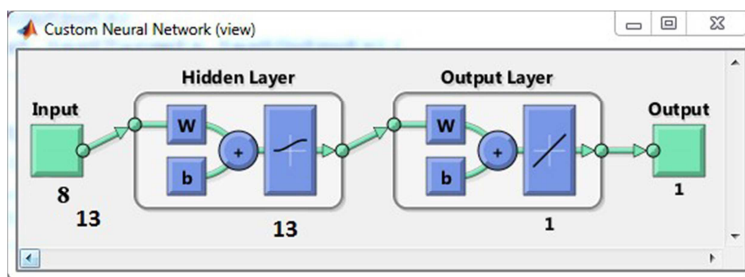 Custom Neural Network (view)
Hidden Layer
Output Layer
Input
Output
W
b
+
W
b
+
8
13
13
1
1